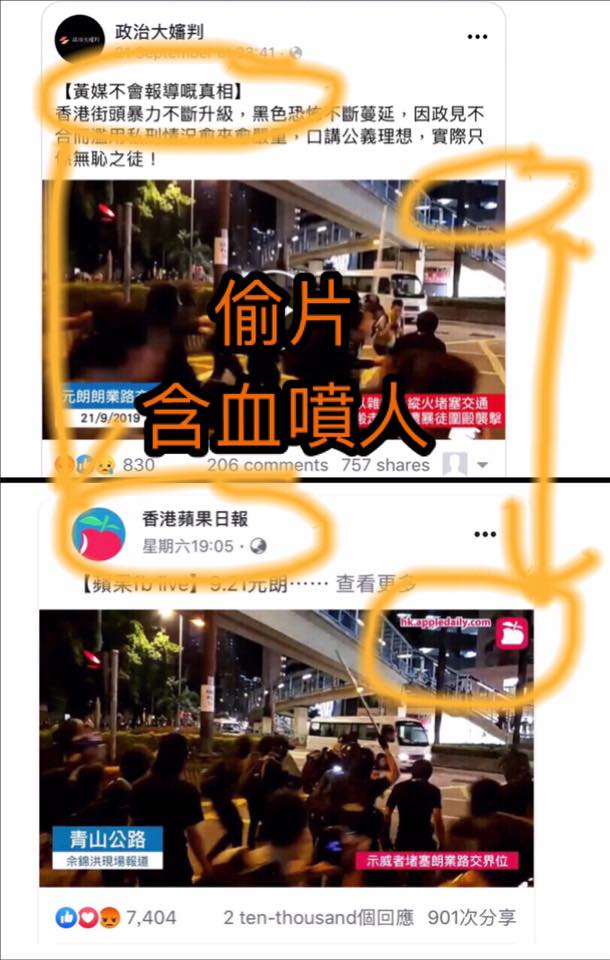 政治大嬸判
21 September at 23:41
【黃媒不會報導嘅真相】
香港街頭暴力不斷升級，黑色恐怖不斷蔓延，因政見不
合而濫用私刑情況愈來愈嚴重，口講公義理想，實際只
係無恥之徒！
偷片
含血噴人
元朗朗業路交
21/9/2019
以雜 縱火堵塞交通
搬走 暴徒圍毆襲擊
830 206 comments 757 shares
香港蘋果日報
星期六19:05
【蘋果fb live】9.21元朗…… 查看更多
hk.appledaily.com
青山公路
余錦洪現場報道
示威者堵塞朗業路交界位
7,404 2 ten-thousand個回應 901次分享